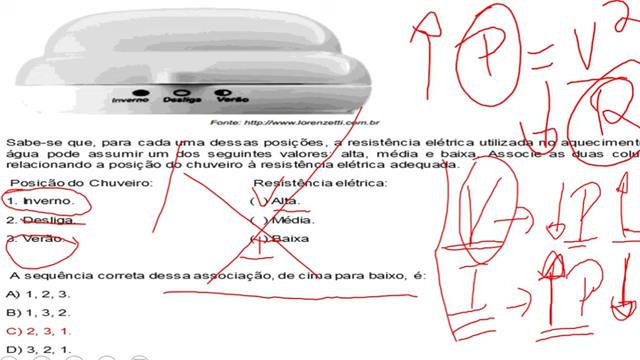 Inverno Desliga Verão
Fonte: http://www.lorenzetti.com.br
Sabe-se que, para cada uma dessas posições, a resistência elétrica utilizada no aquecimento
água pode assumir um dos seguintes valores: alta, média e baixa. Associe as duas colu
relacionando a posição do chuveiro à resistência elétrica adequada.
Posição do Chuveiro: Resistência elétrica:
1. Inverno. (V) Alta.
2. Desliga. ( ) Média.
3. Verão. (I) Baixa
A sequência correta dessa associação, de cima para baixo, é:
A) 1, 2, 3.
B) 1, 3, 2.
C) 2, 3, 1.
D) 3, 2, 1.
↑ P = V²
↓ R
V → ↓P ↑
I → ↑P ↓